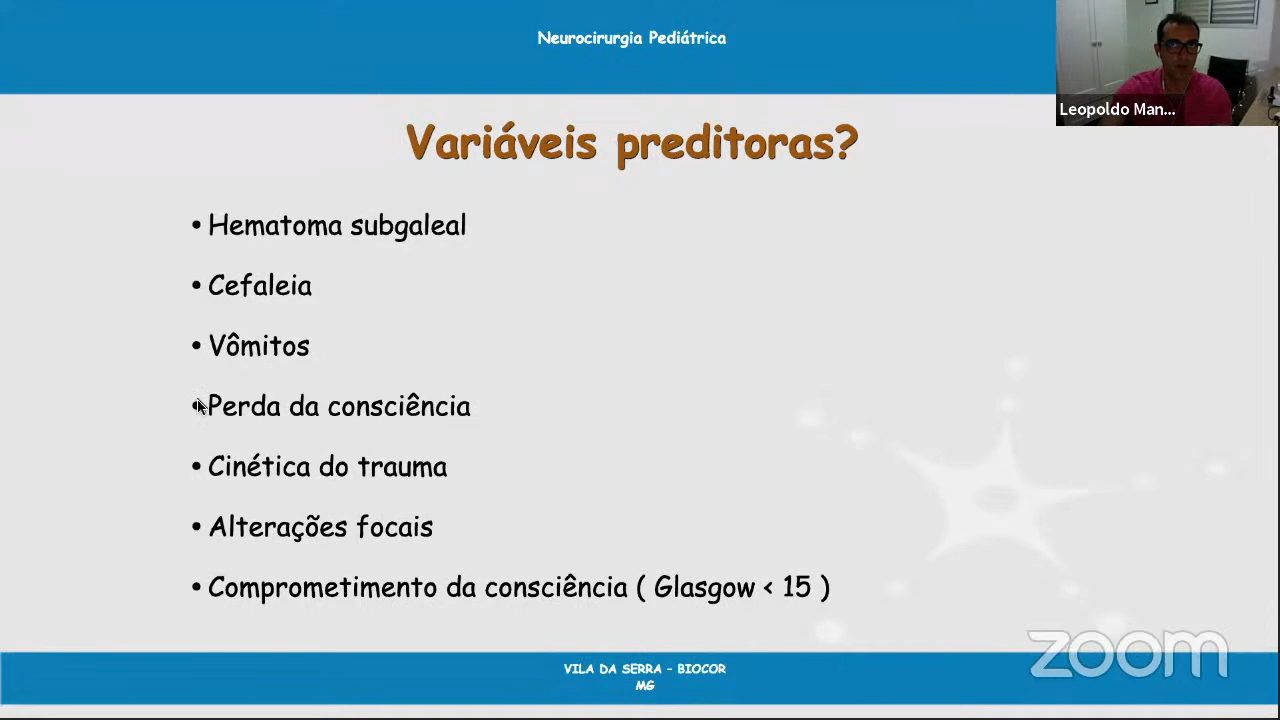 Neurocirurgia Pediátrica
Leopoldo Man...
Variáveis preditoras?
• Hematoma subgaleal
• Cefaleia
• Vômitos
• Perda da consciência
• Cinética do trauma
• Alterações focais
• Comprometimento da consciência ( Glasgow < 15 )
zoom
VILA DA SERRA - BIOCOR
MG